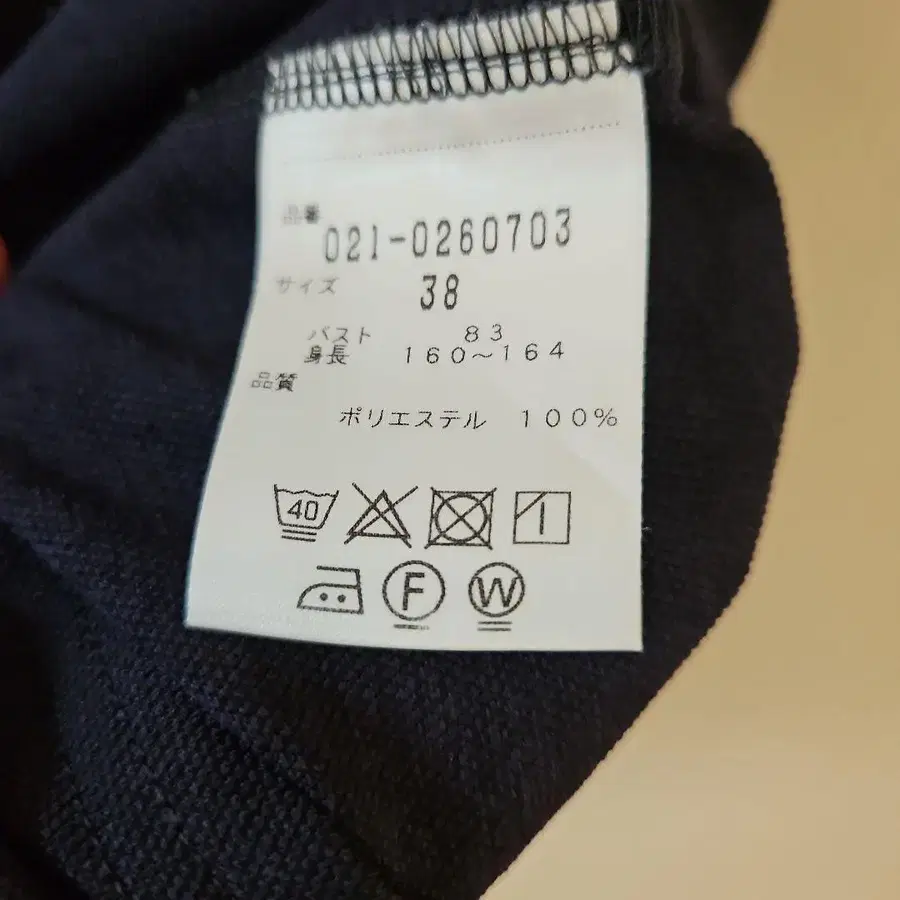 品番
021-0260703
サイズ 38
バスト 83
身長 160～164
品質
ポリエステル 100%
40
F W